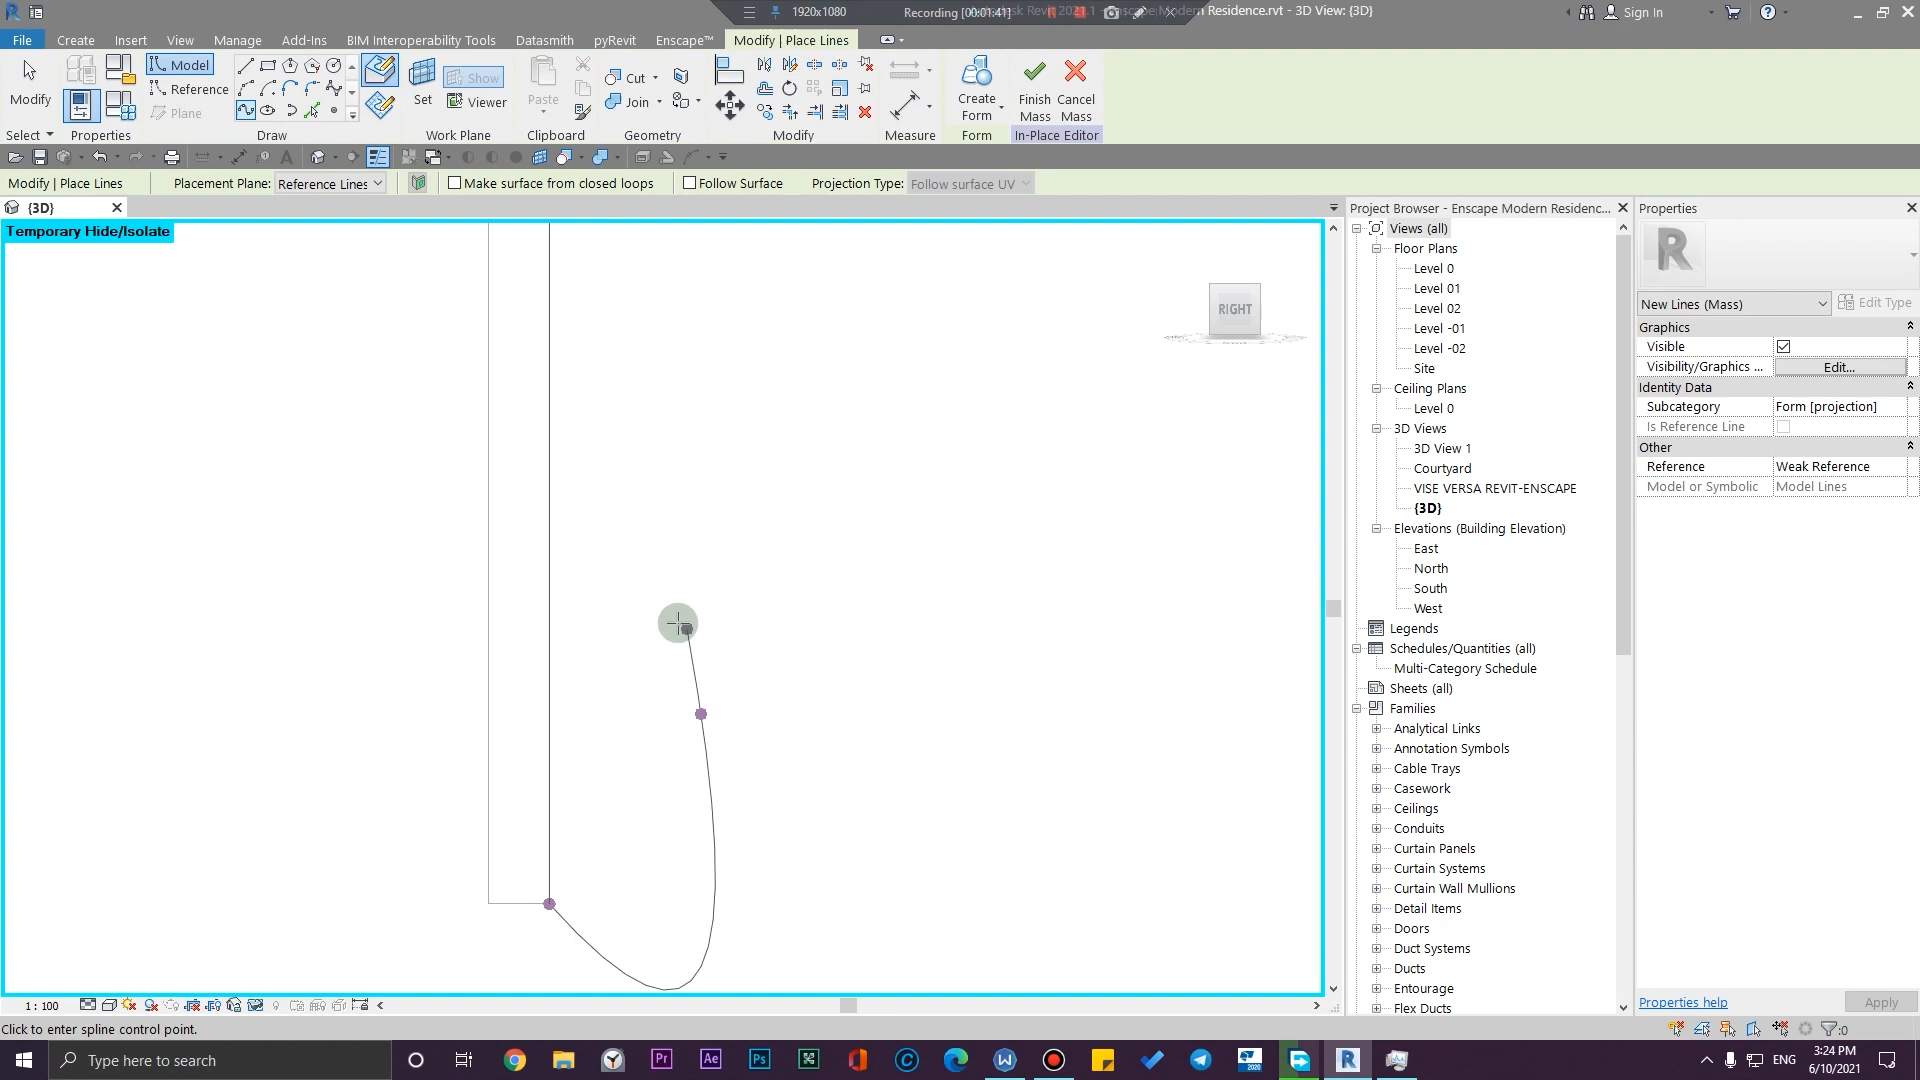 1920x1080
Recording [00:01:41]
Residence.rvt - 3D View: {3D}
Sign In
File
Create
Insert
View
Manage
Add-Ins
BIM Interoperability Tools
Datasmith
pyRevit
Enscape™
Modify | Place Lines
Modify
Model
Reference
Plane
Set
Show
Viewer
Paste
Cut
Join
Create Form
Finish Mass
Cancel Mass
Select
Properties
Draw
Work Plane
Clipboard
Geometry
Modify
Measure
Form
In-Place Editor
Modify | Place Lines
Placement Plane:
Reference Lines
Make surface from closed loops
Follow Surface
Projection Type:
Follow surface UV
{3D}
Temporary Hide/Isolate
RIGHT
Project Browser - Enscape Modern Residenc...
Views (all)
Floor Plans
Level 0
Level 01
Level 02
Level -01
Level -02
Site
Ceiling Plans
Level 0
3D Views
3D View 1
Courtyard
VISE VERSA REVIT-ENSCAPE
{3D}
Elevations (Building Elevation)
East
North
South
West
Legends
Schedules/Quantities (all)
Multi-Category Schedule
Sheets (all)
Families
Analytical Links
Annotation Symbols
Cable Trays
Casework
Ceilings
Conduits
Curtain Panels
Curtain Systems
Curtain Wall Mullions
Detail Items
Doors
Duct Systems
Ducts
Entourage
Flex Ducts
Properties
New Lines (Mass)
Edit Type
Graphics
Visible
Visibility/Graphics ...
Edit...
Identity Data
Subcategory
Form [projection]
Is Reference Line
Other
Reference
Weak Reference
Model or Symbolic
Model Lines
Properties help
Apply
1 : 100
Click to enter spline control point.
:0
Type here to search
ENG
3:24 PM
6/10/2021